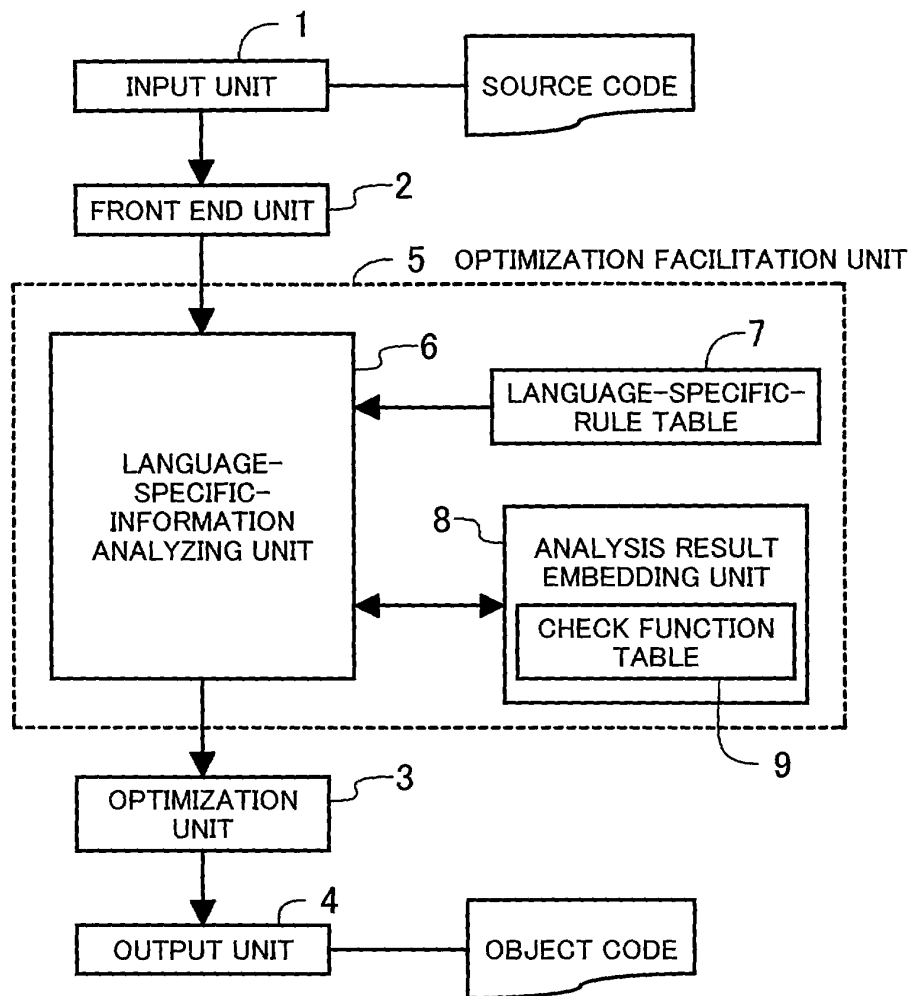 1
INPUT UNIT
SOURCE CODE
2
FRONT END UNIT
5 OPTIMIZATION FACILITATION UNIT
6
7
LANGUAGE-SPECIFIC-
RULE TABLE
LANGUAGE-
SPECIFIC-
INFORMATION
ANALYZING UNIT
8
ANALYSIS RESULT
EMBEDDING UNIT
CHECK FUNCTION
TABLE
9
3
OPTIMIZATION
UNIT
4
OUTPUT UNIT
OBJECT CODE